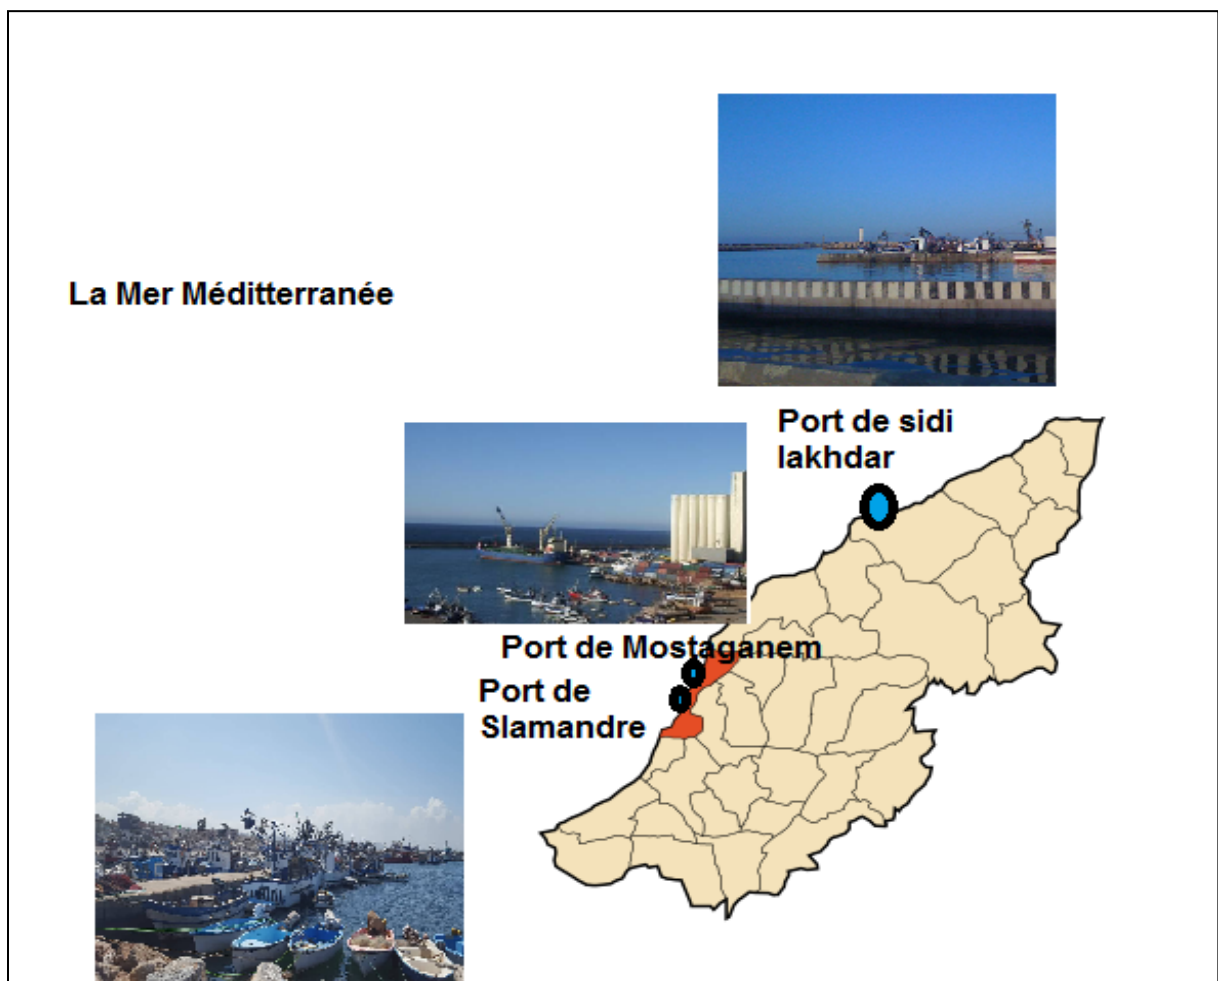 La Mer Méditterranée
Port de sidi
lakhdar
Port de Mostaganem
Port de
Slamandre